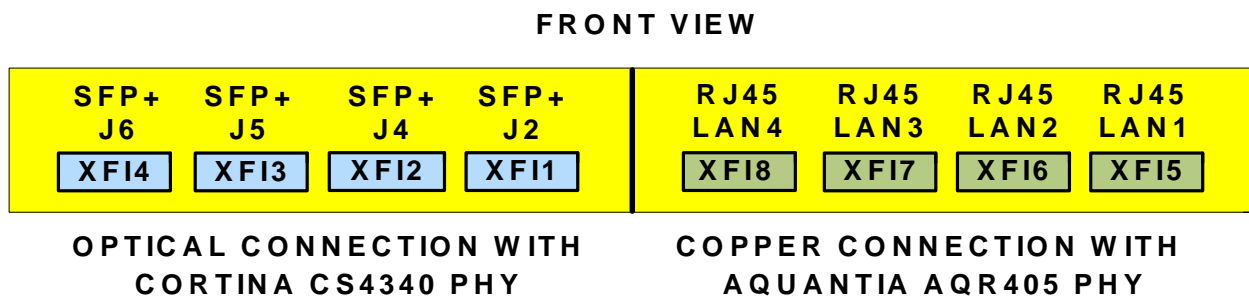 FRONT VIEW
SFP+ SFP+ SFP+ SFP+ RJ45 RJ45 RJ45 RJ45
J6 J5 J4 J2 LAN4 LAN3 LAN2 LAN1
XFI4 XFI3 XFI2 XFI1 XFI8 XFI7 XFI6 XFI5
OPTICAL CONNECTION WITH COPPER CONNECTION WITH
CORTINA CS4340 PHY AQUANTIA AQR405 PHY